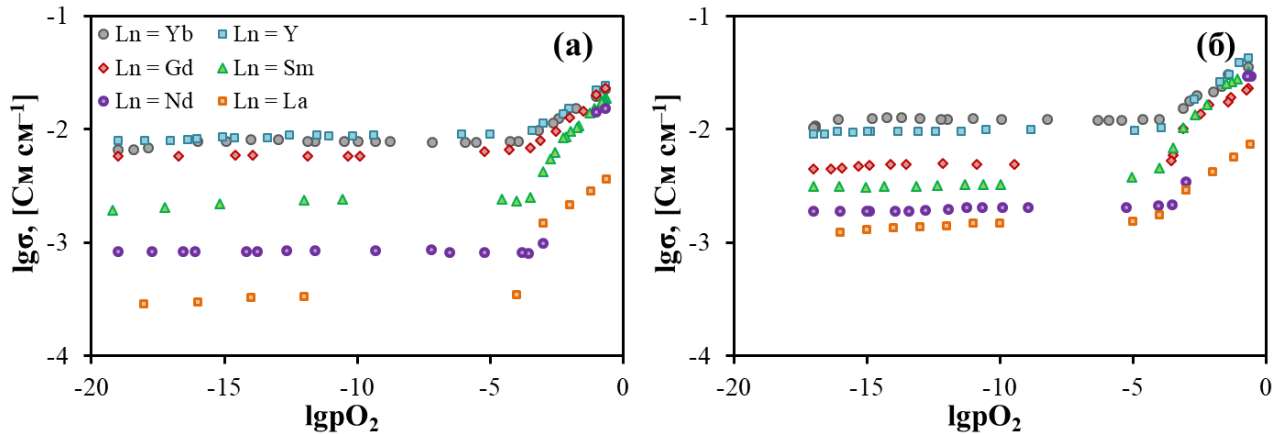 -1
-2
-3
-4
lgσ, [См см⁻¹]
(а)
Ln = Yb Ln = Y
Ln = Gd Ln = Sm
Ln = Nd Ln = La
-20 -15 -10 -5 0
lgpO₂
-1
-2
-3
-4
lgσ, [См см⁻¹]
(б)
-20 -15 -10 -5 0
lgpO₂